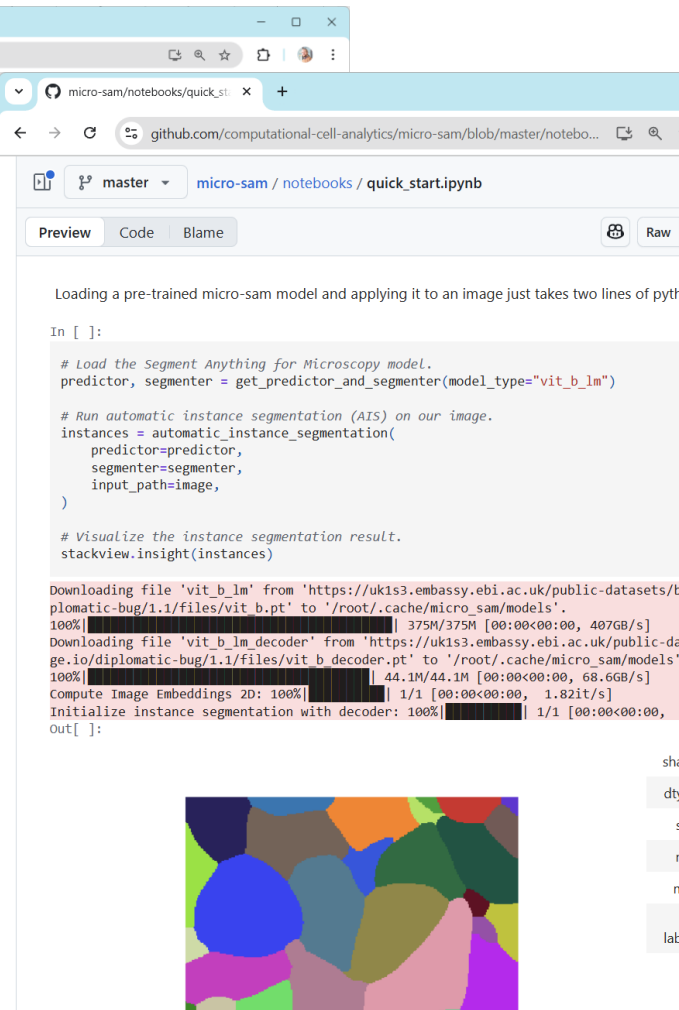 micro-sam/notebooks/quick_st
github.com/computational-cell-analytics/micro-sam/blob/master/notebo...
master
micro-sam / notebooks / quick_start.ipynb
Preview Code Blame Raw
Loading a pre-trained micro-sam model and applying it to an image just takes two lines of pyth
In [ ]:
# Load the Segment Anything for Microscopy model.
predictor, segmenter = get_predictor_and_segmenter(model_type="vit_b_lm")
# Run automatic instance segmentation (AIS) on our image.
instances = automatic_instance_segmentation(
    predictor=predictor,
    segmenter=segmenter,
    input_path=image,
)
# Visualize the instance segmentation result.
stackview.insight(instances)
Downloading file 'vit_b_lm' from 'https://uk1s3.embassy.ebi.ac.uk/public-datasets/b
plomatic-bug/1.1/files/vit_b.pt' to '/root/.cache/micro_sam/models'.
100%| | 375M/375M [00:00<00:00, 407GB/s]
Downloading file 'vit_b_lm_decoder' from 'https://uk1s3.embassy.ebi.ac.uk/public-da
ge.io/diplomatic-bug/1.1/files/vit_b_decoder.pt' to '/root/.cache/micro_sam/models'
100%| | 44.1M/44.1M [00:00<00:00, 68.6GB/s]
Compute Image Embeddings 2D: 100%| | 1/1 [00:00<00:00,  1.82it/s]
Initialize instance segmentation with decoder: 100%| | 1/1 [00:00<00:00,
Out[ ]:
sha
dty
s
lab